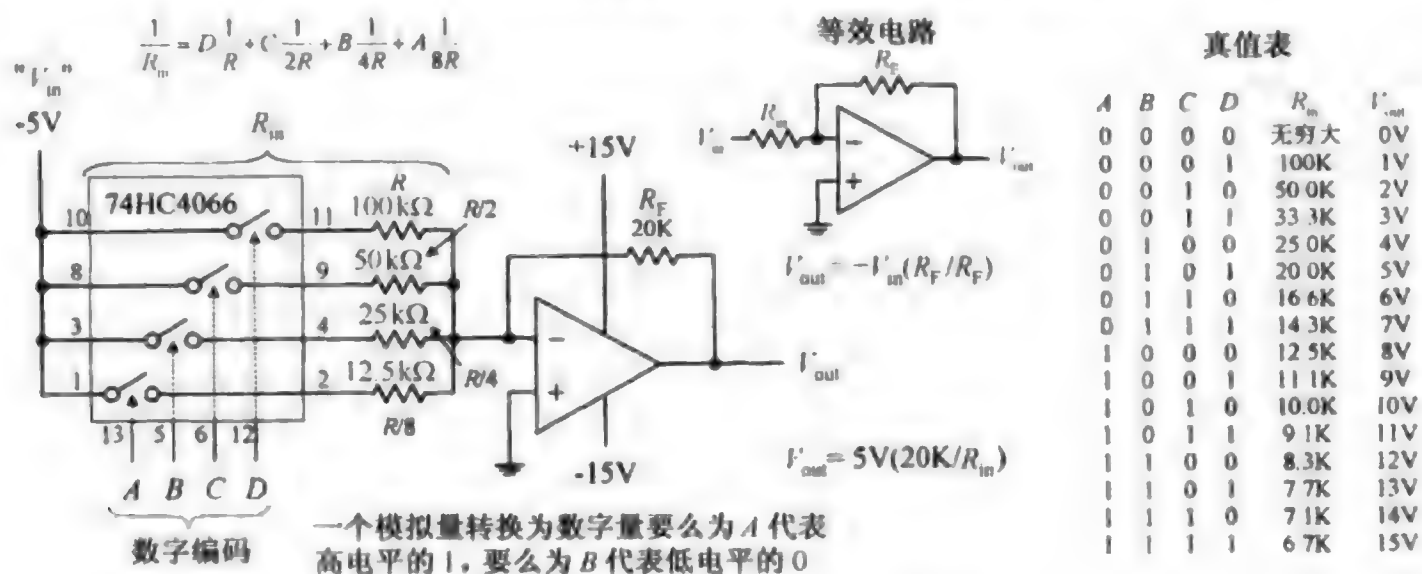 1/R_in = D 1/R + C 1/2R + B 1/4R + A 1/8R
"V_in"
-5V
R_in
74HC4066
10
11
R
100kΩ
R/2
8
9
50kΩ
3
4
25kΩ
R/4
1
2
12.5kΩ
R/8
13
5
6
12
A B C D
数字编码
+15V
R_F
20K
−
+
-15V
V_out
一个模拟量转换为数字量要么为A代表
高电平的1，要么为B代表低电平的0
等效电路
R_F
R_in
V_in
−
+
V_out
V_out = -V_in(R_F/R_F)
V_out = 5V(20K/R_in)
真值表
A B C D R_in V_out
0 0 0 0 无穷大 0V
0 0 0 1 100K 1V
0 0 1 0 50.0K 2V
0 0 1 1 33.3K 3V
0 1 0 0 25.0K 4V
0 1 0 1 20.0K 5V
0 1 1 0 16.6K 6V
0 1 1 1 14.3K 7V
1 0 0 0 12.5K 8V
1 0 0 1 11.1K 9V
1 0 1 0 10.0K 10V
1 0 1 1 9.1K 11V
1 1 0 0 8.3K 12V
1 1 0 1 7.7K 13V
1 1 1 0 7.1K 14V
1 1 1 1 6.7K 15V